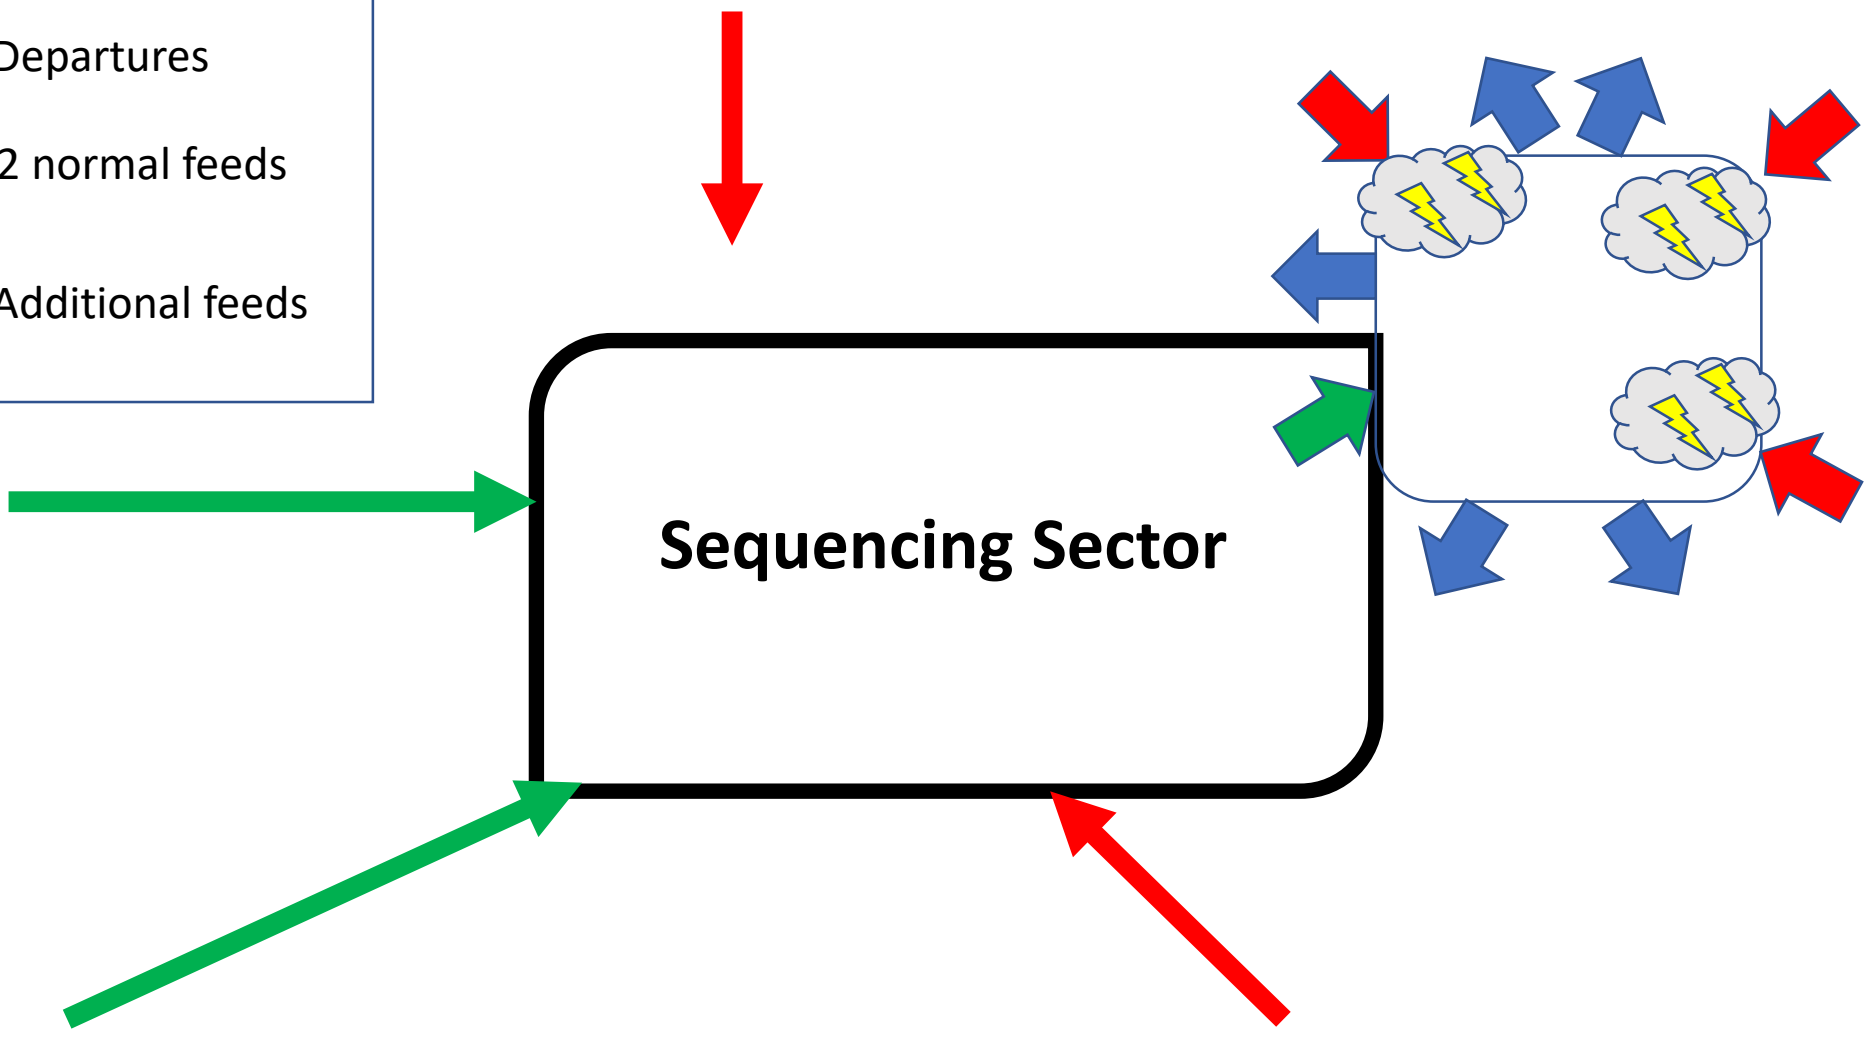 Departures
2 normal feeds
Additional feeds
Sequencing Sector